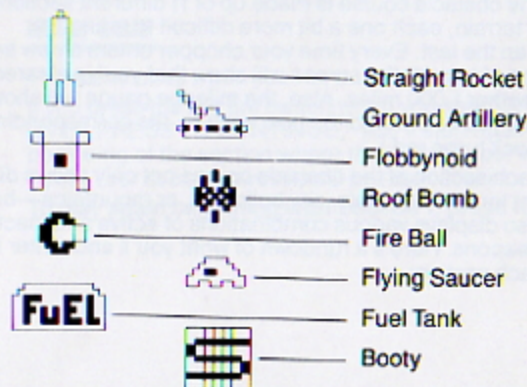 Straight Rocket
Ground Artillery
Flobbynoid
Roof Bomb
Fire Ball
Flying Saucer
FuEL
Fuel Tank
Booty